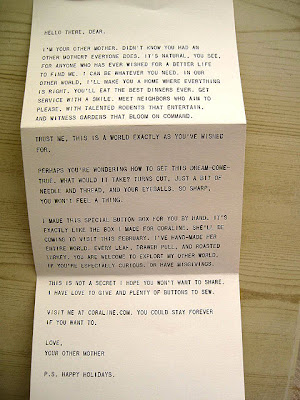 HELLO THERE, DEAR.
I'M YOUR OTHER MOTHER. DIDN'T KNOW YOU HAD AN
OTHER MOTHER? EVERYONE DOES. IT'S NATURAL, YOU SEE,
FOR ANYONE WHO HAS EVER WISHED FOR A BETTER LIFE
TO FIND ME. I CAN BE WHATEVER YOU NEED. IN OUR
OTHER WORLD, I'LL MAKE YOU A HOME WHERE EVERYTHING
IS RIGHT. YOU'LL EAT THE BEST DINNERS EVER. GET
SERVICE WITH A SMILE. MEET NEIGHBORS WHO AIM TO
PLEASE, WITH TALENTED RODENTS THAT ENTERTAIN.
AND WITNESS GARDENS THAT BLOOM ON COMMAND.
TRUST ME, THIS IS A WORLD EXACTLY AS YOU'VE WISHED
FOR.
PERHAPS YOU'RE WONDERING HOW TO GET THIS DREAM-COME-
TRUE. WHAT WOULD IT TAKE? TURNS OUT, JUST A BIT OF
NEEDLE AND THREAD, AND YOUR EYEBALLS. SO SHARP,
YOU WON'T FEEL A THING.
I MADE THIS SPECIAL BUTTON BOX FOR YOU BY HAND. IT'S
EXACTLY LIKE THE BOX I MADE FOR CORALINE. SHE'LL BE
COMING TO VISIT THIS FEBRUARY. I'VE HAND-MADE HER
ENTIRE WORLD. EVERY LEAF, TRAWER PULL, AND ROASTED
TURKEY. YOU ARE WELCOME TO EXPLORE MY OTHER WORLD.
IF YOU'RE ESPECIALLY CURIOUS. OR HAVE MISGIVINGS.
THIS IS NOT A SECRET I HOPE YOU WON'T WANT TO SHARE.
I HAVE LOVE TO GIVE AND PLENTY OF BUTTONS TO SEW.
VISIT ME AT CORALINE.COM. YOU COULD STAY FOREVER
IF YOU WANT TO.
LOVE,
YOUR OTHER MOTHER
P.S. HAPPY HOLIDAYS.